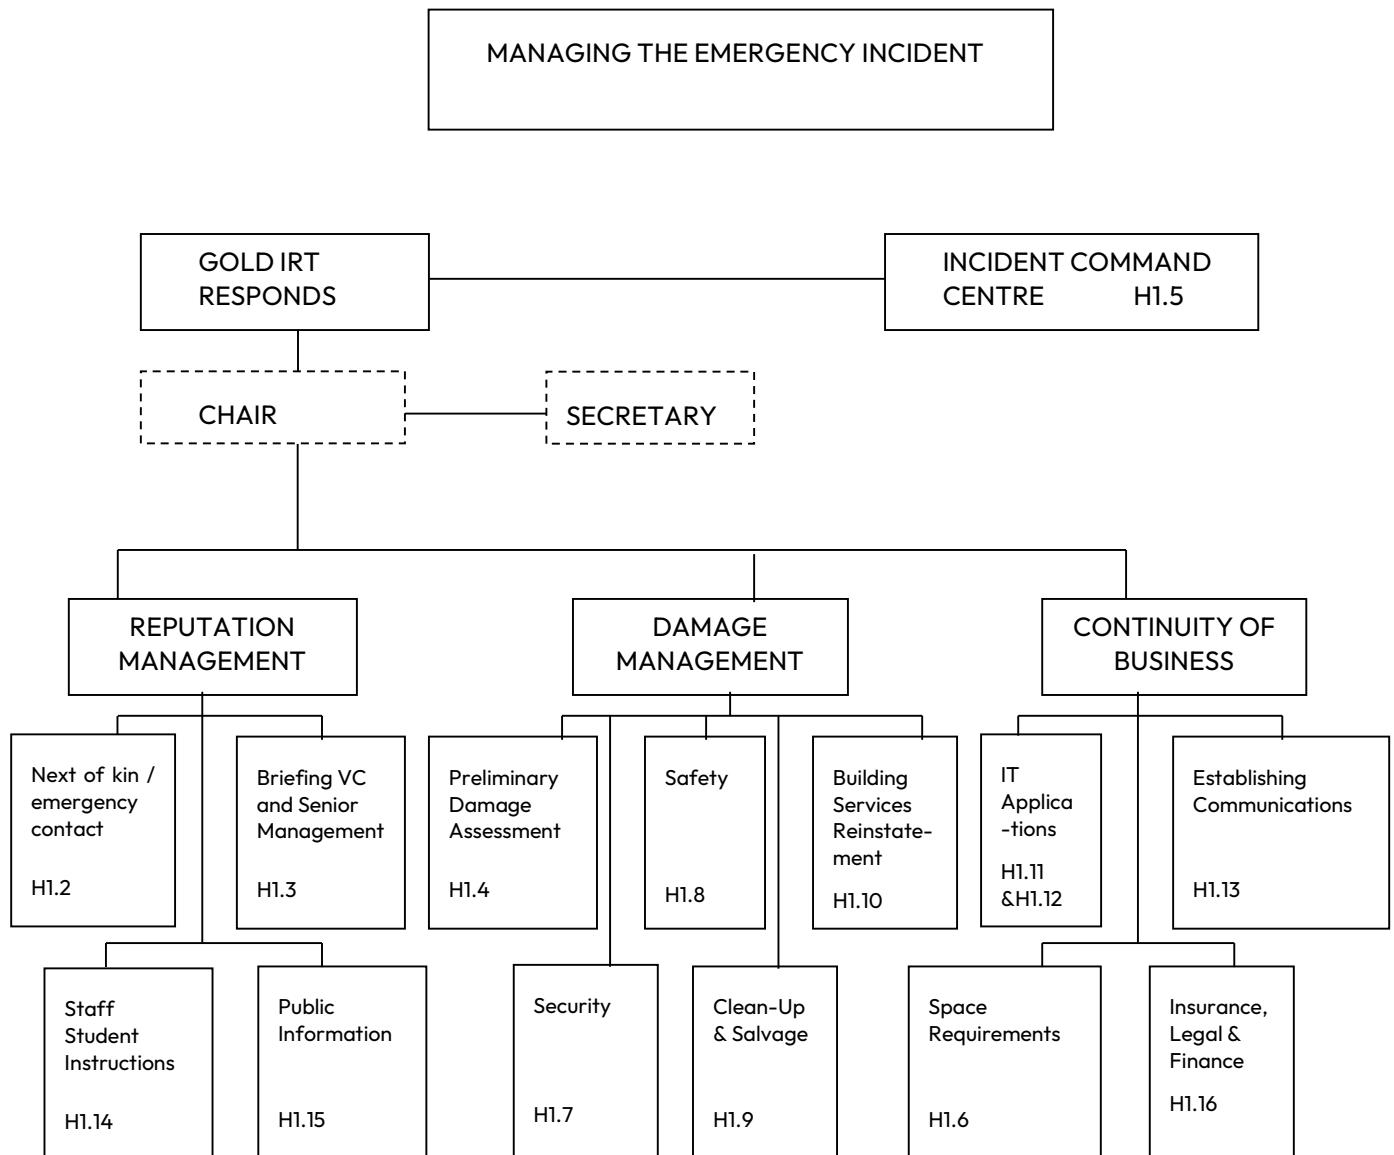 MANAGING THE EMERGENCY INCIDENT
GOLD IRT
RESPONDS
INCIDENT COMMAND
CENTRE H1.5
CHAIR
SECRETARY
REPUTATION
MANAGEMENT
DAMAGE
MANAGEMENT
CONTINUITY OF
BUSINESS
Next of kin /
emergency
contact
H1.2
Briefing VC
and Senior
Management
H1.3
Preliminary
Damage
Assessment
H1.4
Safety
H1.8
Building
Services
Reinstate-
ment
H1.10
IT
Applica
-tions
H1.11
&H1.12
Establishing
Communications
H1.13
Staff
Student
Instructions
H1.14
Public
Information
H1.15
Security
H1.7
Clean-Up
& Salvage
H1.9
Space
Requirements
H1.6
Insurance,
Legal &
Finance
H1.16